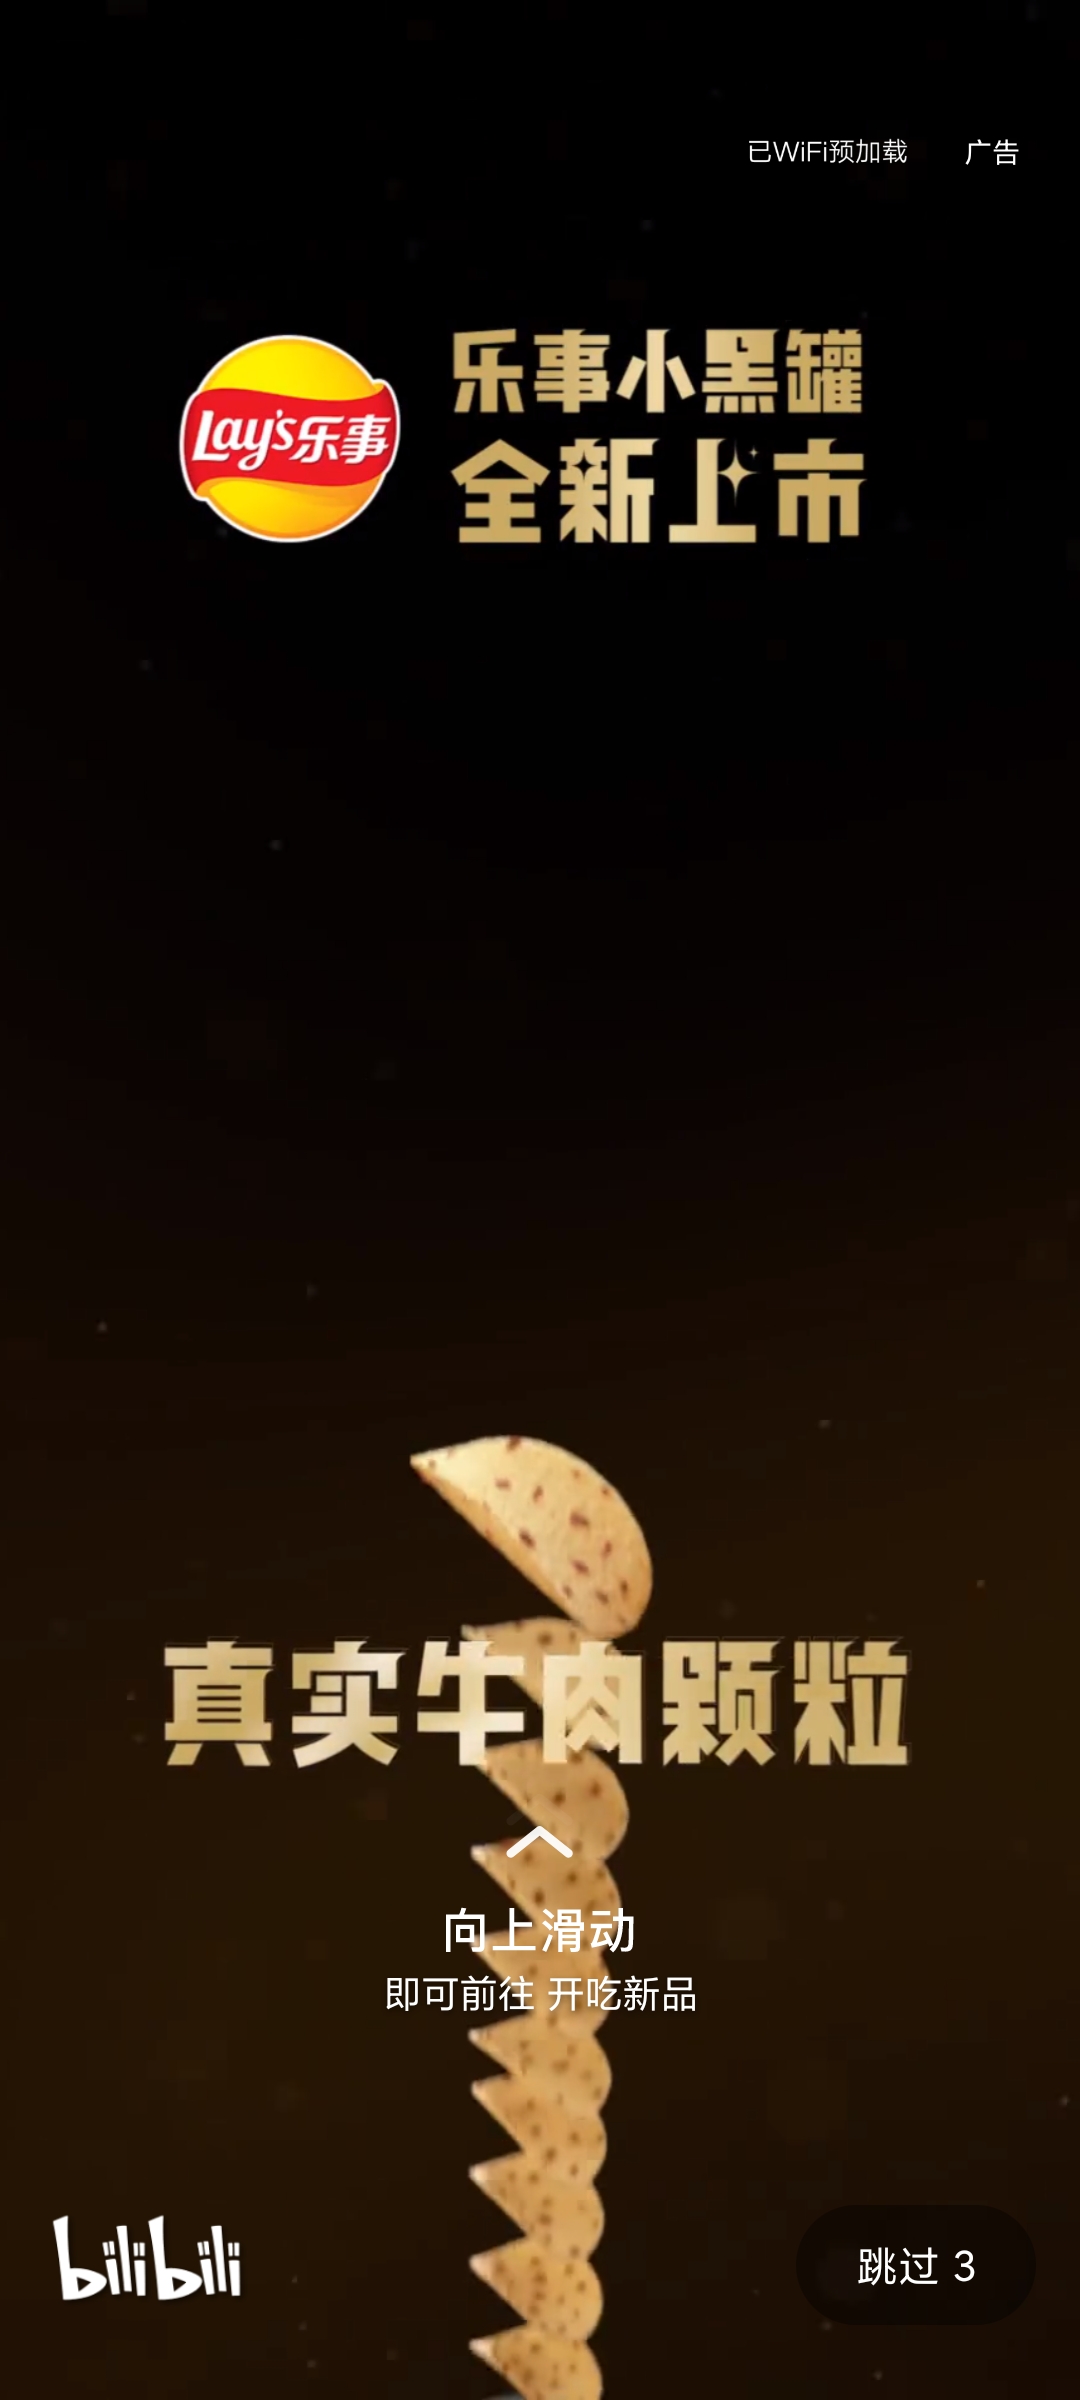 已WiFi预加载 广告
Lay's乐事
乐事小黑罐
全新上市
真实牛肉颗粒
向上滑动
即可前往 开吃新品
bilibili
跳过 3